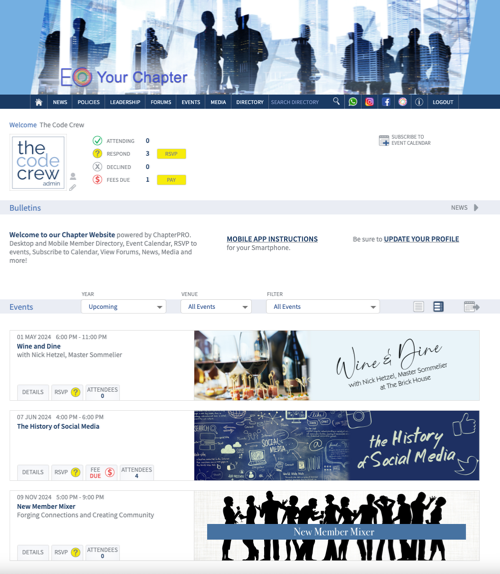 EO Your Chapter
NEWS POLICIES LEADERSHIP FORUMS EVENTS MEDIA DIRECTORY SEARCH DIRECTORY LOGOUT
Welcome The Code Crew
the
code
crew
admin
ATTENDING 0
? RESPOND 3 RSVP
X DECLINED 0
$ FEES DUE 1 PAY
SUBSCRIBE TO
EVENT CALENDAR
Bulletins
NEWS
Welcome to our Chapter Website powered by ChapterPRO.
Desktop and Mobile Member Directory, Event Calendar, RSVP to
events, Subscribe to Calendar, View Forums, News, Media and
more!
MOBILE APP INSTRUCTIONS
for your Smartphone.
Be sure to UPDATE YOUR PROFILE
YEAR VENUE FILTER
Events Upcoming All Events All Events
01 MAY 2024 6:00 PM - 11:00 PM
Wine and Dine
with Nick Hetzel, Master Sommelier
DETAILS RSVP ? ATTENDEES
0
Wine & Dine
with Nick Hetzel, Master Sommelier
at The Brick House
07 JUN 2024 4:00 PM - 6:00 PM
The History of Social Media
DETAILS RSVP ? FEE DUE $ ATTENDEES
4
SOCIAL
MEDIA
the History
of Social Media
09 NOV 2024 5:00 PM - 9:00 PM
New Member Mixer
Forging Connections and Creating Community
DETAILS RSVP ? ATTENDEES
0
New Member Mixer